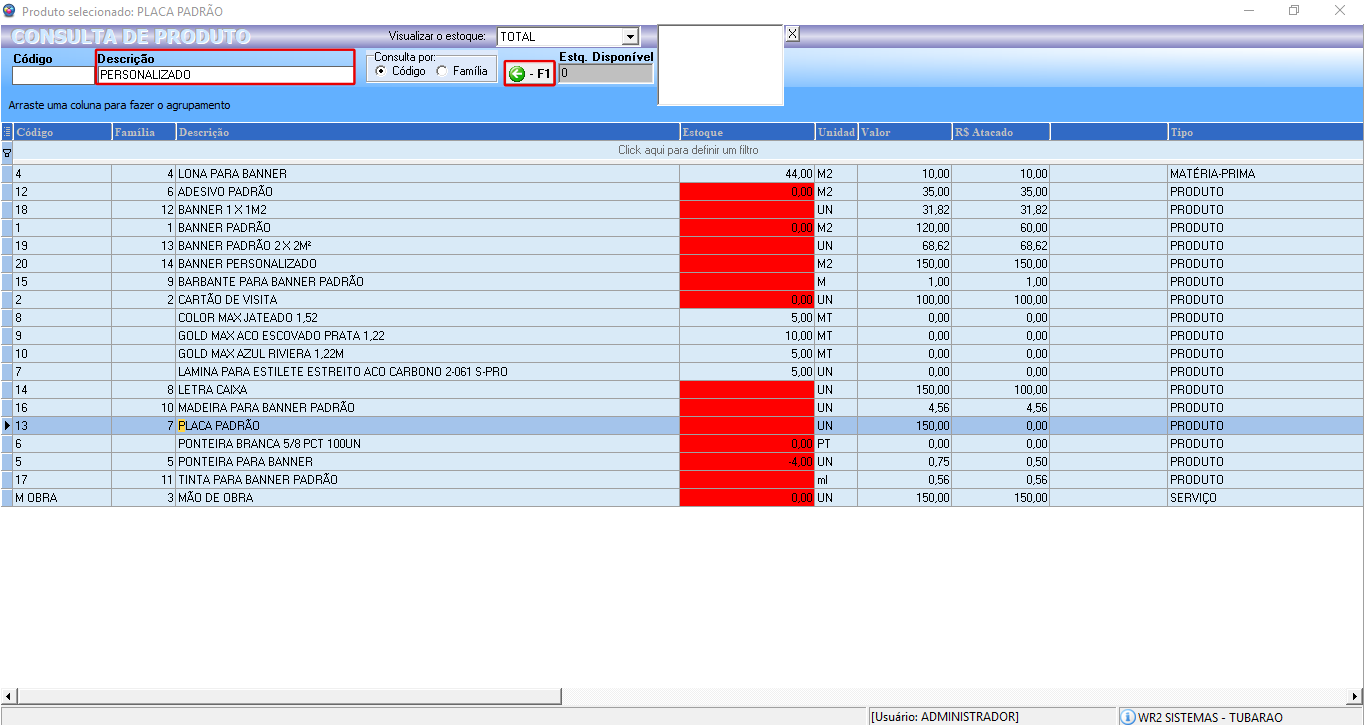 Produto selecionado: PLACA PADRÃO
CONSULTA DE PRODUTO
Visualizar o estoque: TOTAL
X
Código Descrição Consulta por: Estq. Disponível
PERSONALIZADO Código Família - F1 0
Arraste uma coluna para fazer o agrupamento
Código Família Descrição Estoque Unidad Valor R$ Atacado Tipo
Click aqui para definir um filtro
4 4 LONA PARA BANNER 44,00 M2 10,00 10,00 MATÉRIA-PRIMA
12 6 ADESIVO PADRÃO 0,00 M2 35,00 35,00 PRODUTO
18 12 BANNER 1 X 1M2 UN 31,82 31,82 PRODUTO
1 1 BANNER PADRÃO 0,00 M2 120,00 60,00 PRODUTO
19 13 BANNER PADRÃO 2 X 2M² UN 68,62 68,62 PRODUTO
20 14 BANNER PERSONALIZADO M2 150,00 150,00 PRODUTO
15 9 BARBANTE PARA BANNER PADRÃO M 1,00 1,00 PRODUTO
2 2 CARTÃO DE VISITA 0,00 UN 100,00 100,00 PRODUTO
8 COLOR MAX JATEADO 1,52 5,00 MT 0,00 0,00 PRODUTO
9 GOLD MAX ACO ESCOVADO PRATA 1,22 10,00 MT 0,00 0,00 PRODUTO
10 GOLD MAX AZUL RIVIERA 1,22M 5,00 MT 0,00 0,00 PRODUTO
7 LAMINA PARA ESTILETE ESTREITO ACO CARBONO 2-061 S-PRO 5,00 UN 0,00 0,00 PRODUTO
14 8 LETRA CAIXA UN 150,00 100,00 PRODUTO
16 10 MADEIRA PARA BANNER PADRÃO UN 4,56 4,56 PRODUTO
13 7 PLACA PADRÃO UN 150,00 0,00 PRODUTO
6 PONTEIRA BRANCA 5/8 PCT 100UN 0,00 PT 0,00 0,00 PRODUTO
5 5 PONTEIRA PARA BANNER -4,00 UN 0,75 0,50 PRODUTO
17 11 TINTA PARA BANNER PADRÃO ml 0,56 0,56 PRODUTO
M OBRA 3 MÃO DE OBRA 0,00 UN 150,00 150,00 SERVIÇO
[Usuário: ADMINISTRADOR] WR2 SISTEMAS - TUBARAO